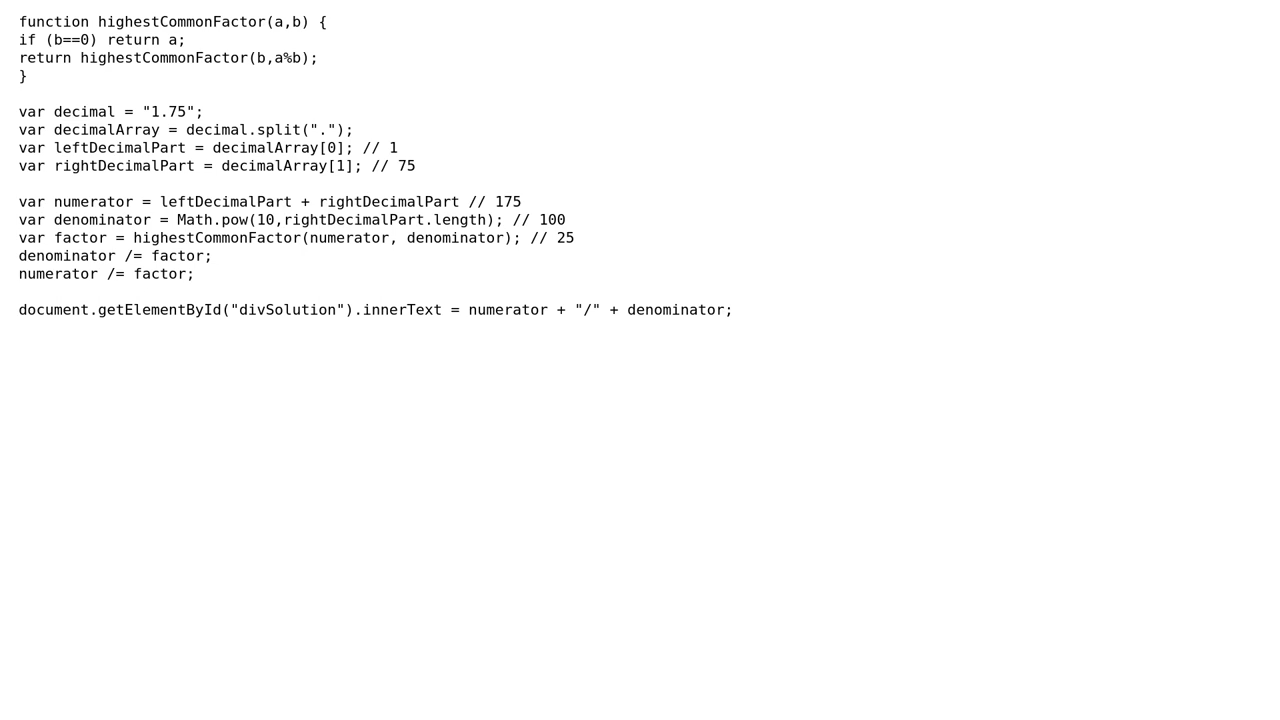 function highestCommonFactor(a,b) {
if (b==0) return a;
return highestCommonFactor(b,a%b);
}
var decimal = "1.75";
var decimalArray = decimal.split(".");
var leftDecimalPart = decimalArray[0]; // 1
var rightDecimalPart = decimalArray[1]; // 75
var numerator = leftDecimalPart + rightDecimalPart // 175
var denominator = Math.pow(10,rightDecimalPart.length); // 100
var factor = highestCommonFactor(numerator, denominator); // 25
denominator /= factor;
numerator /= factor;
document.getElementById("divSolution").innerText = numerator + "/" + denominator;